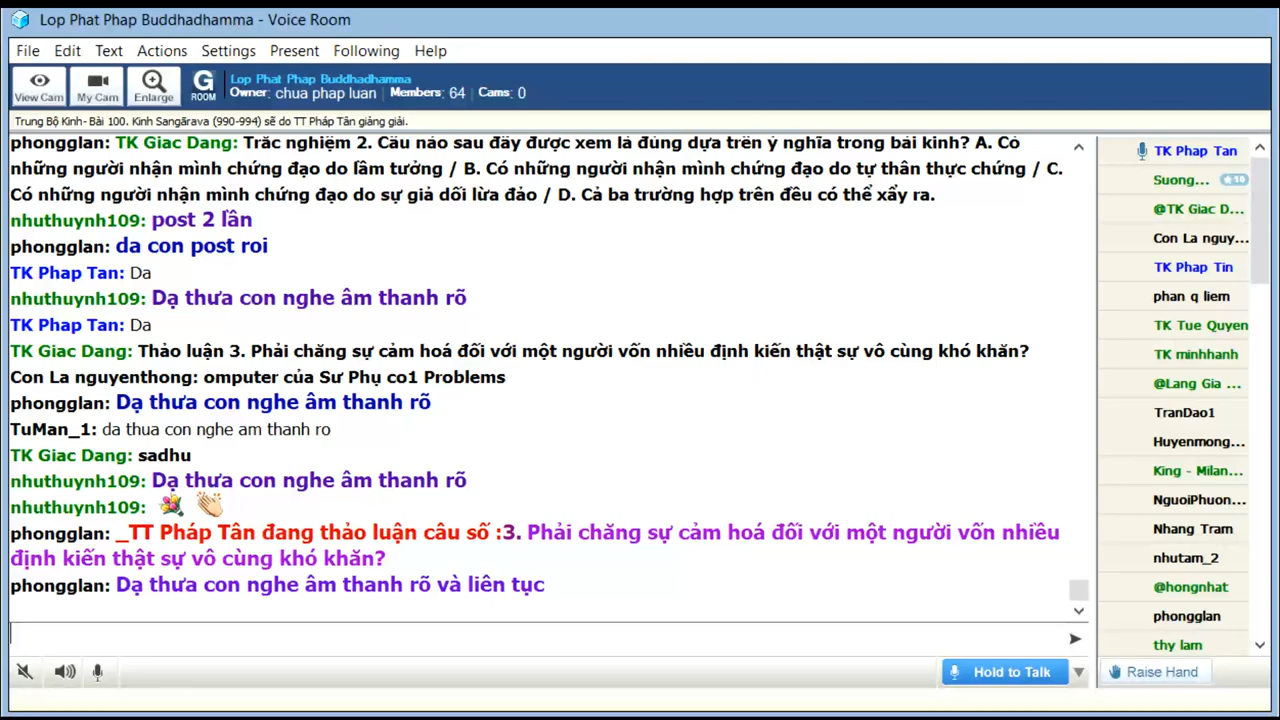 Lop Phat Phap Buddhadhamma - Voice Room
File Edit Text Actions Settings Present Following Help
View Cam My Cam Enlarge G ROOM
Lop Phat Phap Buddhadhamma
Owner: chua phap luan | Members: 64 | Cams: 0
Trung Bộ Kinh- Bài 100. Kinh Sangārava (990-994) sẽ do TT Pháp Tân giảng giải.
phongglan: TK Giac Dang: Trắc nghiệm 2. Câu nào sau đây được xem là đúng dựa trên ý nghĩa trong bài kinh? A. Có
những người nhận mình chứng đạo do lầm tưởng / B. Có những người nhận mình chứng đạo do tự thân thực chứng / C.
Có những người nhận mình chứng đạo do sự giả dối lừa đảo / D. Cả ba trường hợp trên đều có thể xẩy ra.
nhuthuynh109: post 2 lần
phongglan: da con post roi
TK Phap Tan: Da
nhuthuynh109: Dạ thưa con nghe âm thanh rõ
TK Phap Tan: Da
TK Giac Dang: Thảo luận 3. Phải chăng sự cảm hoá đối với một người vốn nhiều định kiến thật sự vô cùng khó khăn?
Con La nguyenthong: omputer của Sư Phụ co1 Problems
phongglan: Dạ thưa con nghe âm thanh rõ
TuMan_1: da thua con nghe am thanh ro
TK Giac Dang: sadhu
nhuthuynh109: Dạ thưa con nghe âm thanh rõ
nhuthuynh109:
phongglan: _TT Pháp Tân đang thảo luận câu số :3. Phải chăng sự cảm hoá đối với một người vốn nhiều
định kiến thật sự vô cùng khó khăn?
phongglan: Dạ thưa con nghe âm thanh rõ và liên tục
TK Phap Tan
Suong... 10
@TK Giac D...
Con La nguy...
TK Phap Tin
phan q liem
TK Tue Quyen
TK minhhanh
@Lang Gia ...
TranDao1
Huyenmong...
King - Milan...
NguoiPhuon...
Nhang Tram
nhutam_2
@hongnhat
phongglan
thy lam
Hold to Talk
Raise Hand